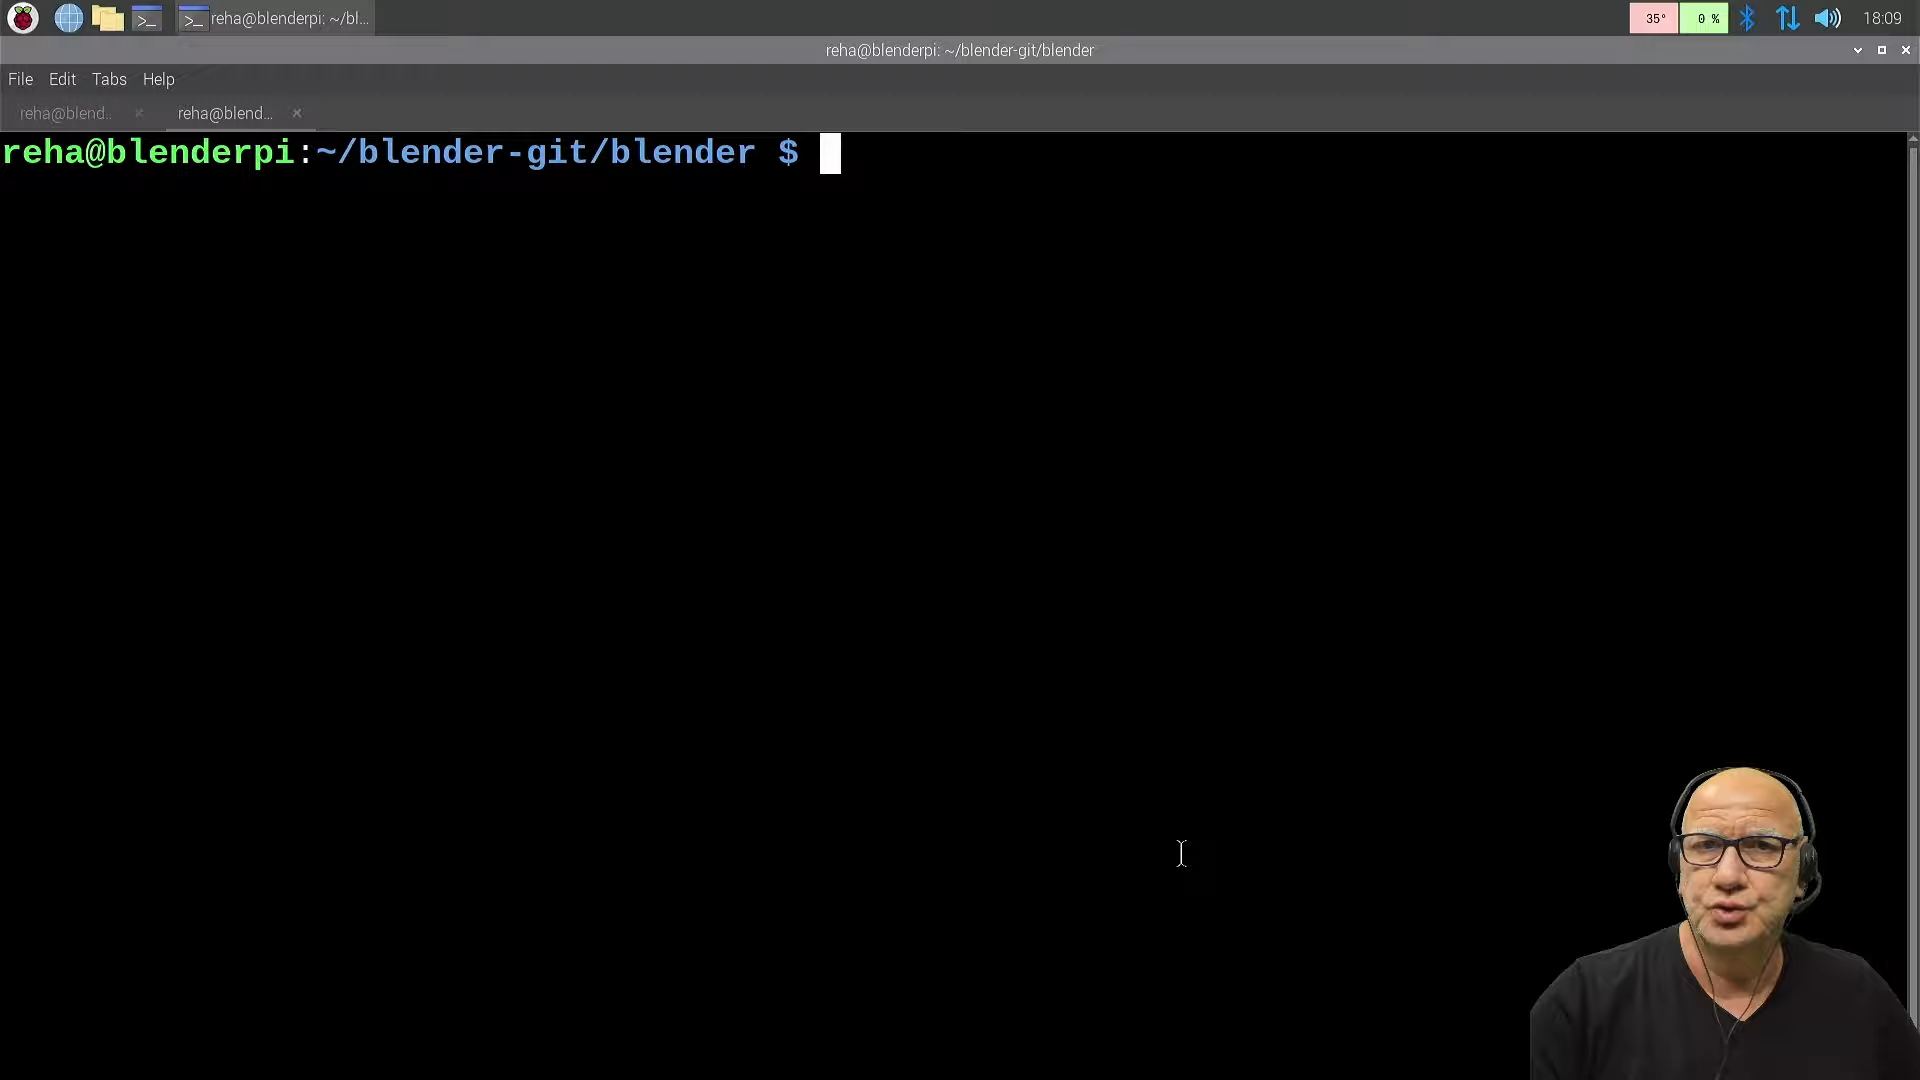 reha@blenderpi: ~/bl...
35°
0 %
18:09
reha@blenderpi: ~/blender-git/blender
File Edit Tabs Help
reha@blend..
reha@blend...
reha@blenderpi:~/blender-git/blender $